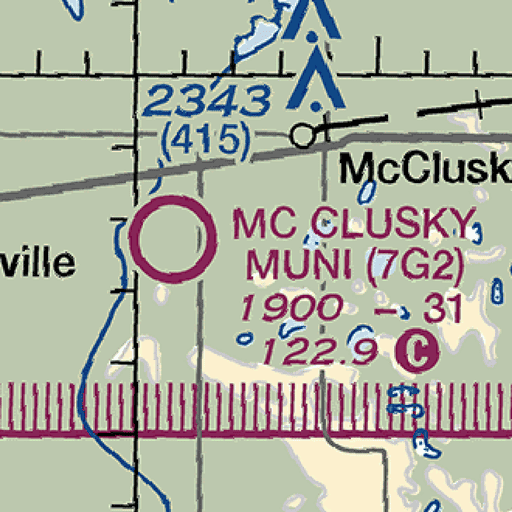 2343
(415)
McClusk
MC CLUSKY
MUNI (7G2)
ville
1900 – 31
122.9 C